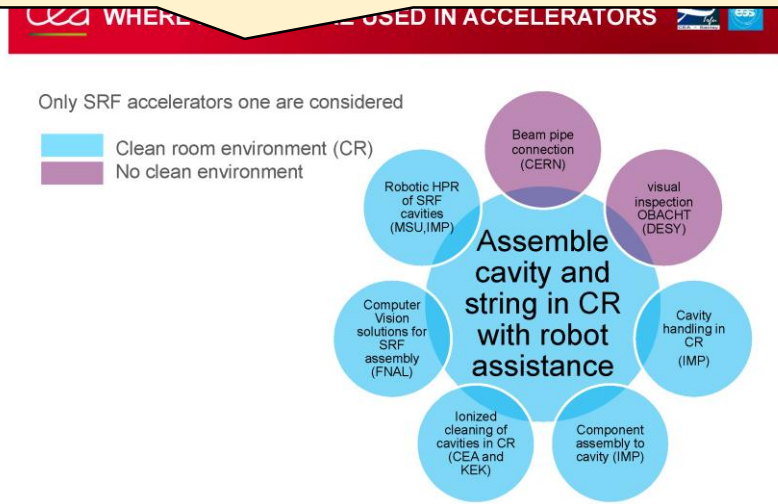 cea WHERE USED IN ACCELERATORS
Only SRF accelerators one are considered
Clean room environment (CR)
No clean environment
Beam pipe
connection
(CERN)
visual
inspection
OBACHT
(DESY)
Cavity
handling in
CR
(IMP)
Component
assembly to
cavity (IMP)
Ionized
cleaning of
cavities in CR
(CEA and
KEK)
Computer
Vision
solutions for
SRF
assembly
(FNAL)
Robotic HPR
of SRF
cavities
(MSU,IMP)
Assemble
cavity and
string in CR
with robot
assistance